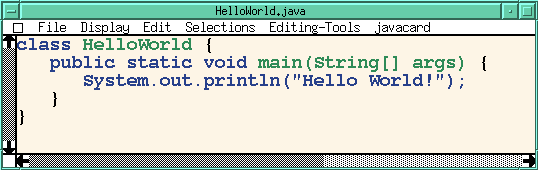 HelloWorld.java
File Display Edit Selections Editing-Tools javacard
class HelloWorld {
   public static void main(String[] args) {
      System.out.println("Hello World!");
   }
}